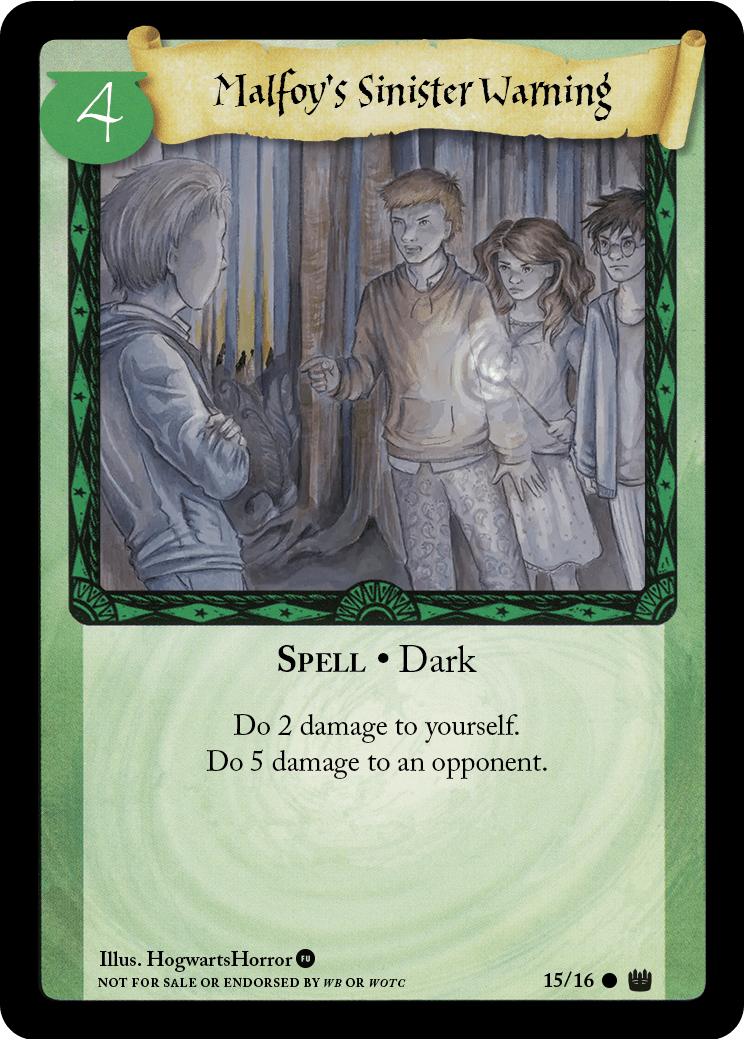 4
Malfoy's Sinister Warning
SPELL • Dark
Do 2 damage to yourself.
Do 5 damage to an opponent.
Illus. HogwartsHorror FU
NOT FOR SALE OR ENDORSED BY WB OR WOTC
15/16